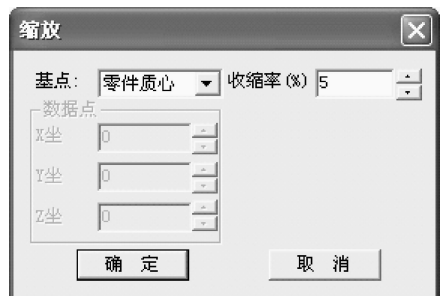 缩放
基点: 零件质心 收缩率(%) 5
数据点
X坐 0
Y坐 0
Z坐 0
确 定 取 消